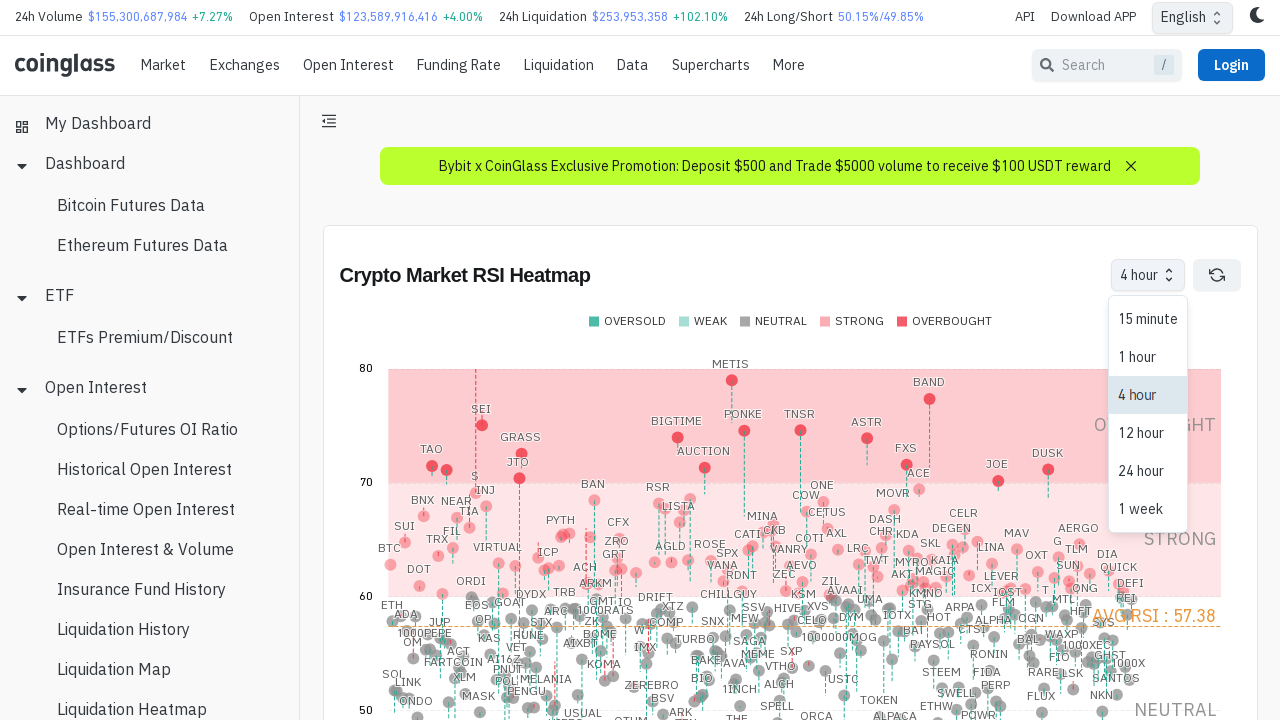 24h Volume $155,300,687,984 +7.27% Open Interest $123,589,916,416 +4.00% 24h Liquidation $253,953,358 +102.10% 24h Long/Short 50.15%/49.85% API Download APP English
coinglass Market Exchanges Open Interest Funding Rate Liquidation Data Supercharts More Search / Login
My Dashboard
Dashboard
Bitcoin Futures Data
Ethereum Futures Data
ETF
ETFs Premium/Discount
Open Interest
Options/Futures OI Ratio
Historical Open Interest
Real-time Open Interest
Open Interest & Volume
Insurance Fund History
Liquidation History
Liquidation Map
Liquidation Heatmap
Bybit x CoinGlass Exclusive Promotion: Deposit $500 and Trade $5000 volume to receive $100 USDT reward
Crypto Market RSI Heatmap 4 hour
15 minute
1 hour
4 hour
12 hour
24 hour
1 week
OVERSOLD WEAK NEUTRAL STRONG OVERBOUGHT
80
METIS
BAND
SEI
BIGTIME PONKE TNSR
ASTR
GRASS
TAO
AUCTION
FXS
DUSK
JTO
JOE
ACE
70
S
INJ
BAN
RSR
ONE
COW
MOVR
BNX NEAR
LISTA
TIA
CETUS
CELR
SUI
PYTH
CFX
MINA
DASH
AERGO
FIL
CATI CKB
CHR KDA
DEGEN
MAV
TRX
ZRO
COTI AXL
BTC
VIRTUAL
ICP
GRT
AGLD ROSE
SPX
VANRY
LRC
SKL
LINA
OXT
TLM
DIA
STRONG
DOT
ACH
VANA
AEVO
TWT
MYRO KAIA
SUN
QUICK
ORDI
ARKM
RDNT
ZEC
ZIL
AKT MAGIC
LEVER
DEFI
DYDX
TRB
DRIFT
CHILLGUY
KSM
AVAAI
KMNO
ICX IOST
T
ONG
REI
60
ETH
EOS GOAT
GMT IO
XTZ
SSV HIVE XVS
UMA
STG
ARPA
FLM
MTL
ADA
OP
STX
ARC 1000RATS
ZK
COMP
SNX MEW
CELO
DYM
IOTX
HOT
ALPHA
OGN
HFT
SYS
AVG RSI : 57.38
JUP
1000PEPE
KAS
RUNE
BOME
TURBO
SAGA
1000000MOG
BAT
CTSI
BAL WAXP
OM
VET
AIXBT
IMX
MEME
SXP
RAYSOL
RONIN
FIO
1000XEC
GHST
ACT
FARTCOIN
AI16Z
PNUT
KOMA
BAKE
AVA
VTHO
STEEM
FIDA
RARE LSK
1000X
SOL
XLM
MELANIA
ZEREBRO
BIO
1INCH
ALGH
USTC
PERP
SANTOS
LINK
ONDO
MASK
PENGU
BSV
SPELL
TOKEN
SWELL
FLUX
NKN
50
USUAL
ARK
THE
ORCA
ALPACA
ETHW
POWR
NEUTRAL